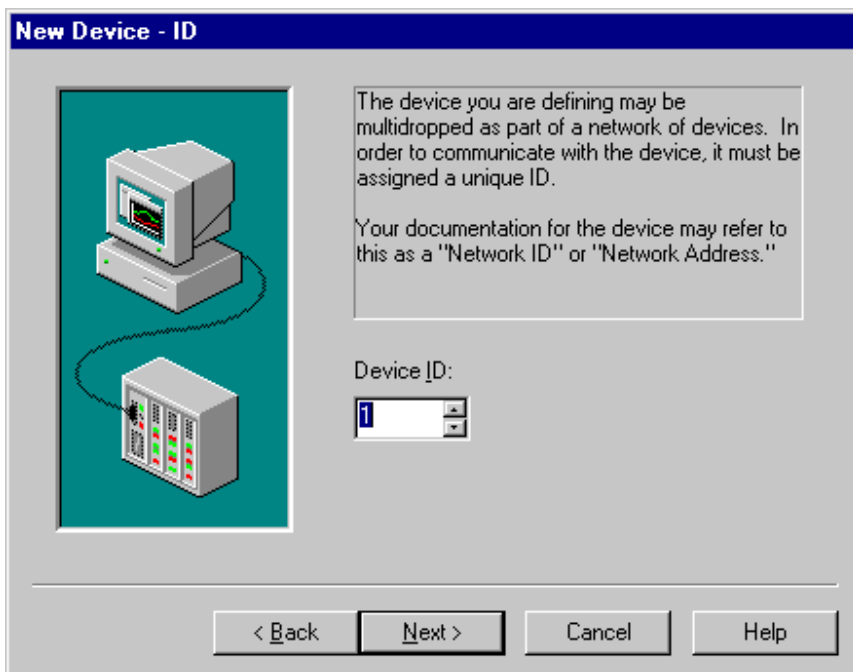 New Device - ID
The device you are defining may be
multidropped as part of a network of devices.  In
order to communicate with the device, it must be
assigned a unique ID.
Your documentation for the device may refer to
this as a "Network ID" or "Network Address."
Device ID:
1
< Back
Next >
Cancel
Help